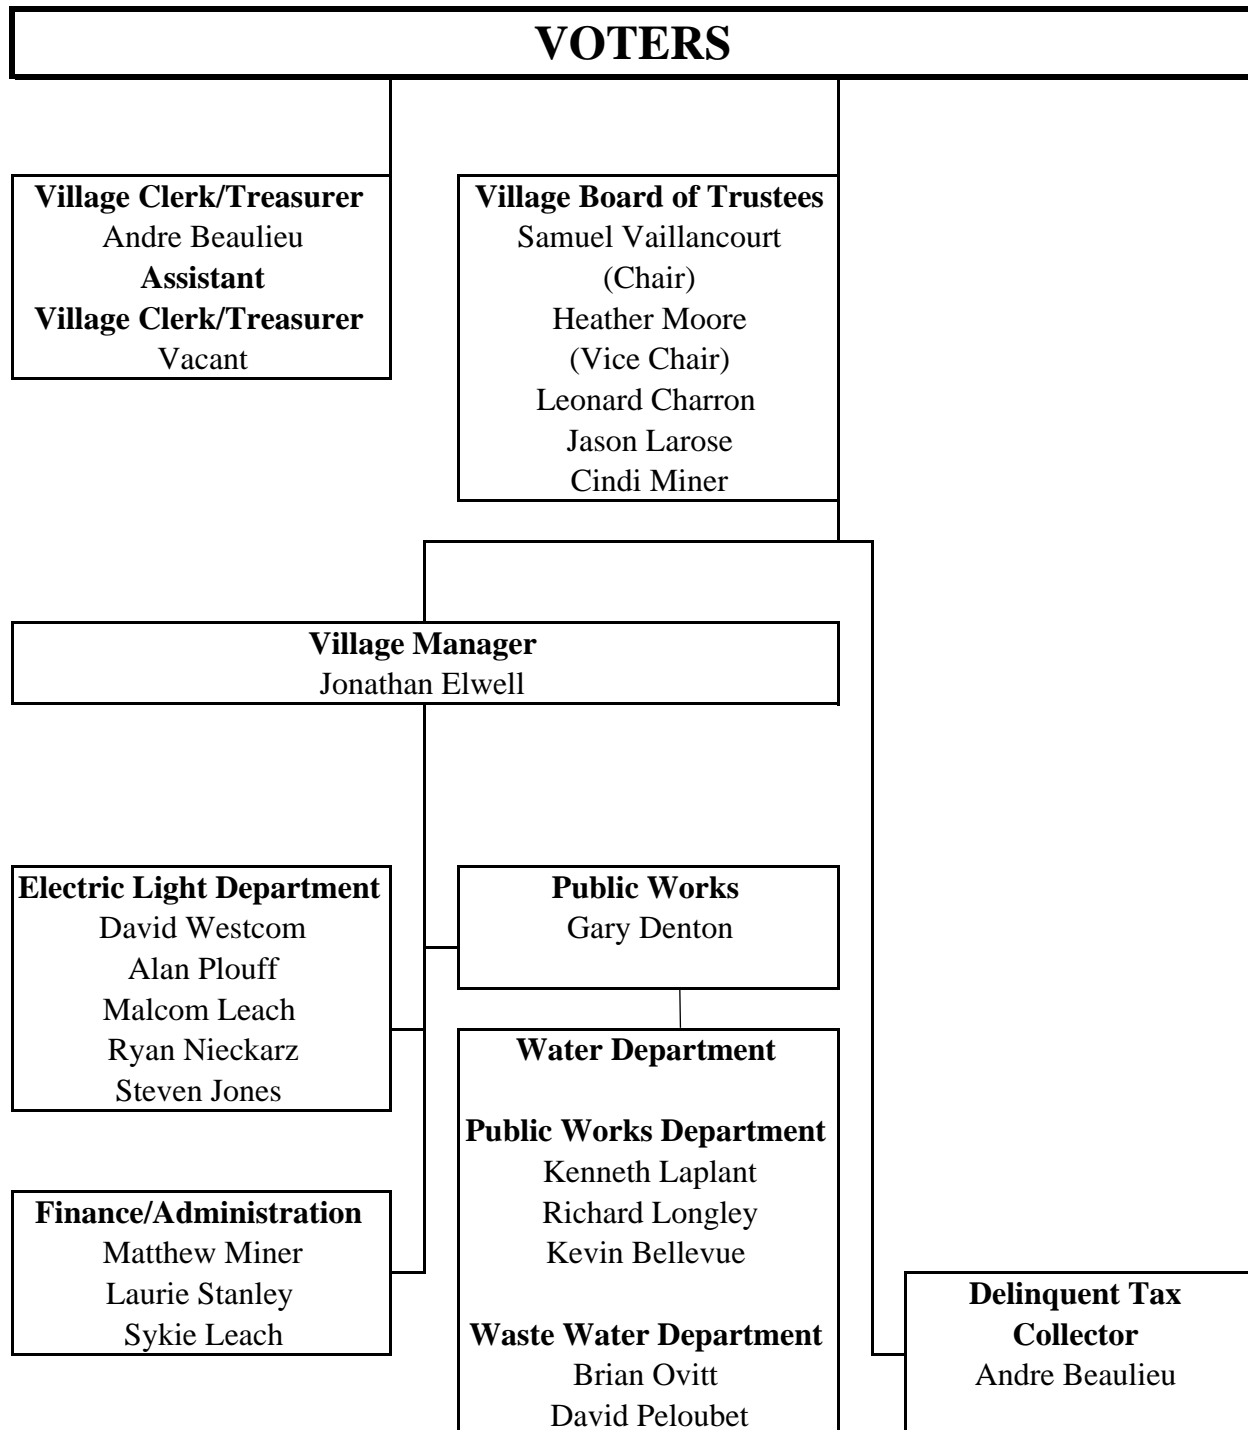 VOTERS
Village Clerk/Treasurer
Andre Beaulieu
Assistant
Village Clerk/Treasurer
Vacant
Village Board of Trustees
Samuel Vaillancourt
(Chair)
Heather Moore
(Vice Chair)
Leonard Charron
Jason Larose
Cindi Miner
Village Manager
Jonathan Elwell
Electric Light Department
David Westcom
Alan Plouff
Malcom Leach
Ryan Nieckarz
Steven Jones
Public Works
Gary Denton
Water Department
Public Works Department
Kenneth Laplant
Richard Longley
Kevin Bellevue
Waste Water Department
Brian Ovitt
David Peloubet
Finance/Administration
Matthew Miner
Laurie Stanley
Sykie Leach
Delinquent Tax
Collector
Andre Beaulieu